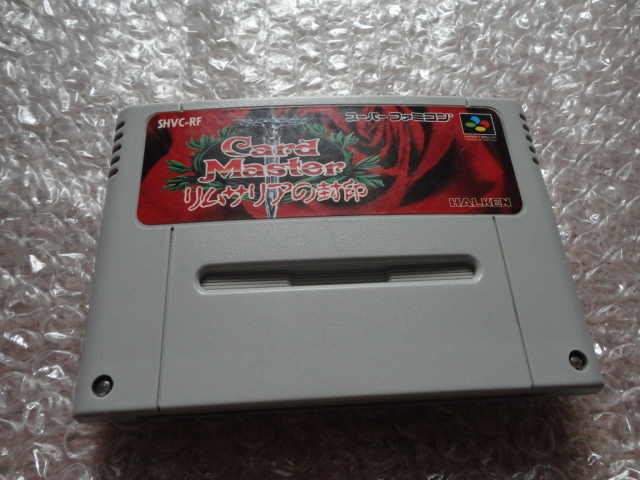 SHVC-RF
スーパーファミコン
Card
Master
リムサリアの封印
HALKEN